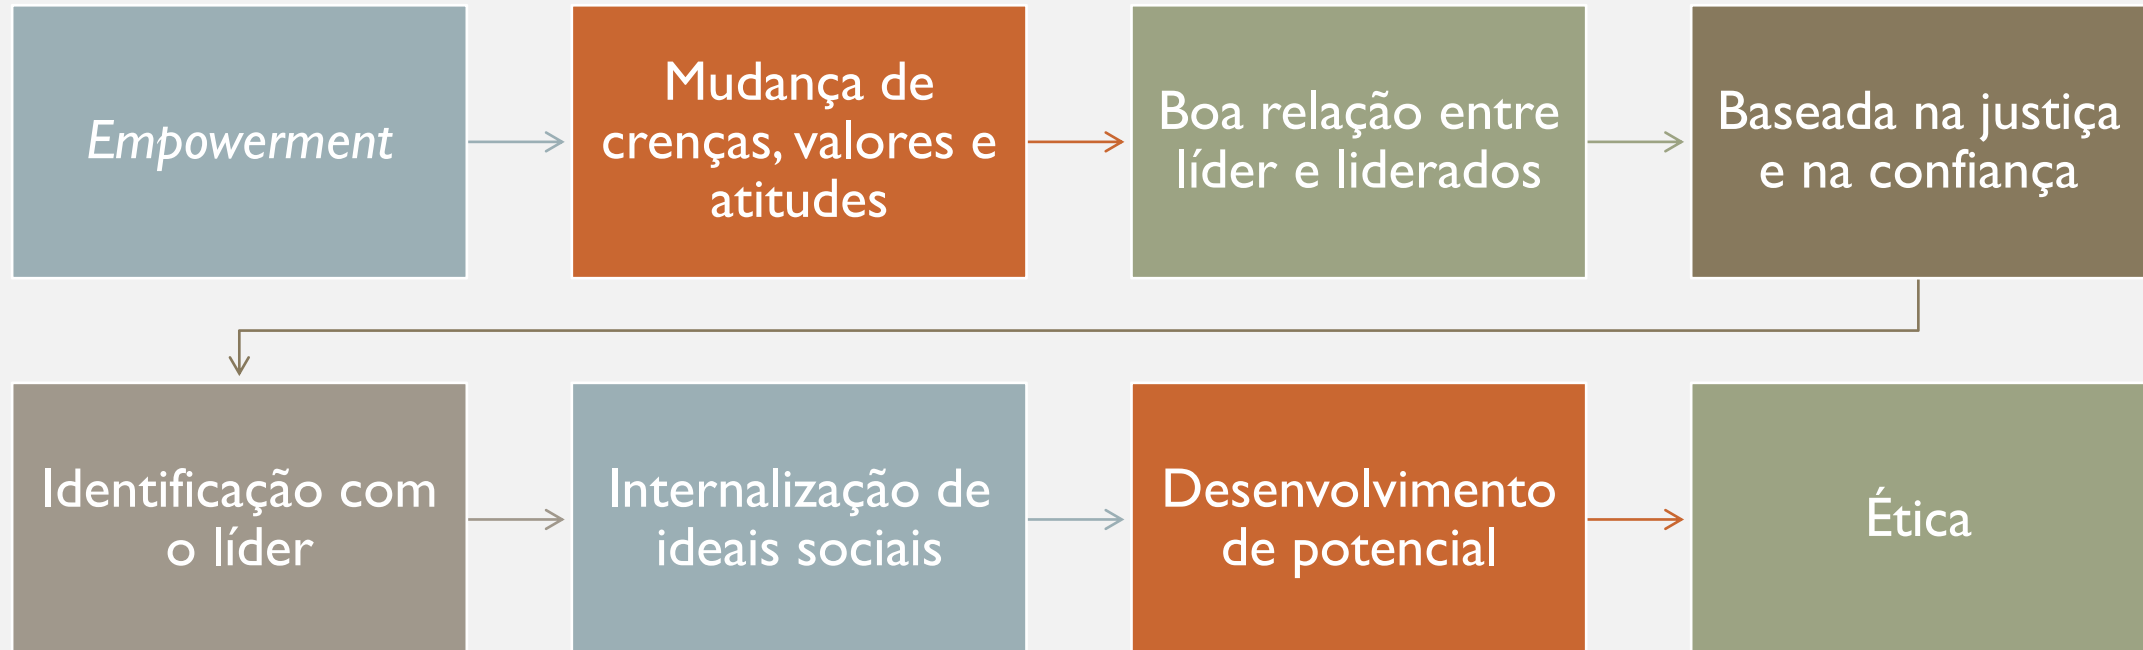 Empowerment
Mudança de
crenças, valores e
atitudes
Boa relação entre
líder e liderados
Baseada na justiça
e na confiança
Identificação com
o líder
Internalização de
ideais sociais
Desenvolvimento
de potencial
Ética